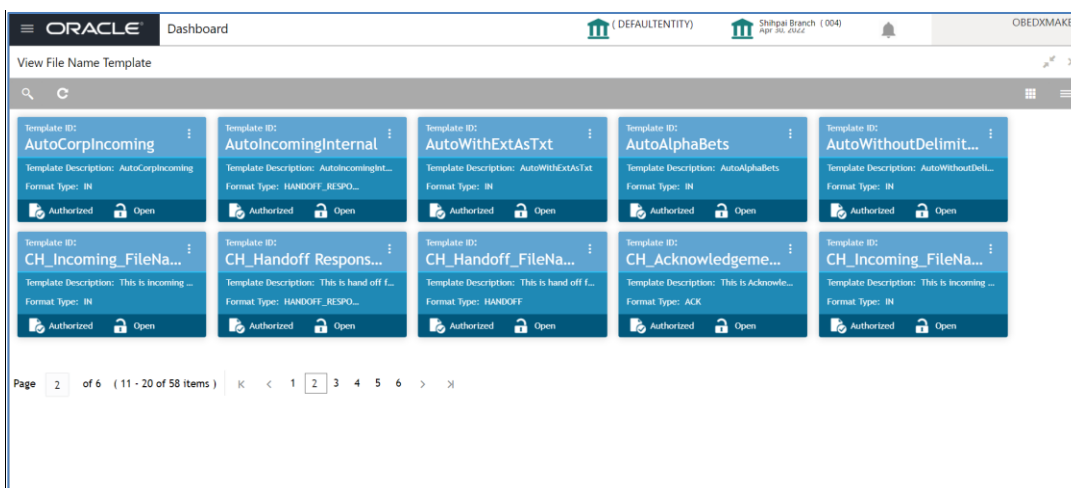 ORACLE Dashboard ( DEFAULTENTITY) Shihpai Branch ( 004) OBEDXMAKE
Apr 30, 2022
View File Name Template
Template ID: Template ID: Template ID: Template ID: Template ID:
AutoCorpIncoming AutoIncomingInternal AutoWithExtAsTxt AutoAlphaBets AutoWithoutDelimit...
Template Description: AutoCorpIncoming Template Description: AutoIncomingInt... Template Description: AutoWithExtAsTxt Template Description: AutoAlphaBets Template Description: AutoWithoutDeli...
Format Type: IN Format Type: HANDOFF_RESPO... Format Type: IN Format Type: IN Format Type: IN
Authorized Open Authorized Open Authorized Open Authorized Open Authorized Open
Template ID: Template ID: Template ID: Template ID: Template ID:
CH_Incoming_FileNa... CH_Handoff Respons... CH_Handoff_FileNa... CH_Acknowledgeme... CH_Incoming_FileNa...
Template Description: This is incoming ... Template Description: This is hand off f... Template Description: This is hand off f... Template Description: This is Acknowle... Template Description: This is incoming ...
Format Type: IN Format Type: HANDOFF_RESPO... Format Type: HANDOFF Format Type: ACK Format Type: IN
Authorized Open Authorized Open Authorized Open Authorized Open Authorized Open
Page 2 of 6 ( 11 - 20 of 58 items ) 1 2 3 4 5 6